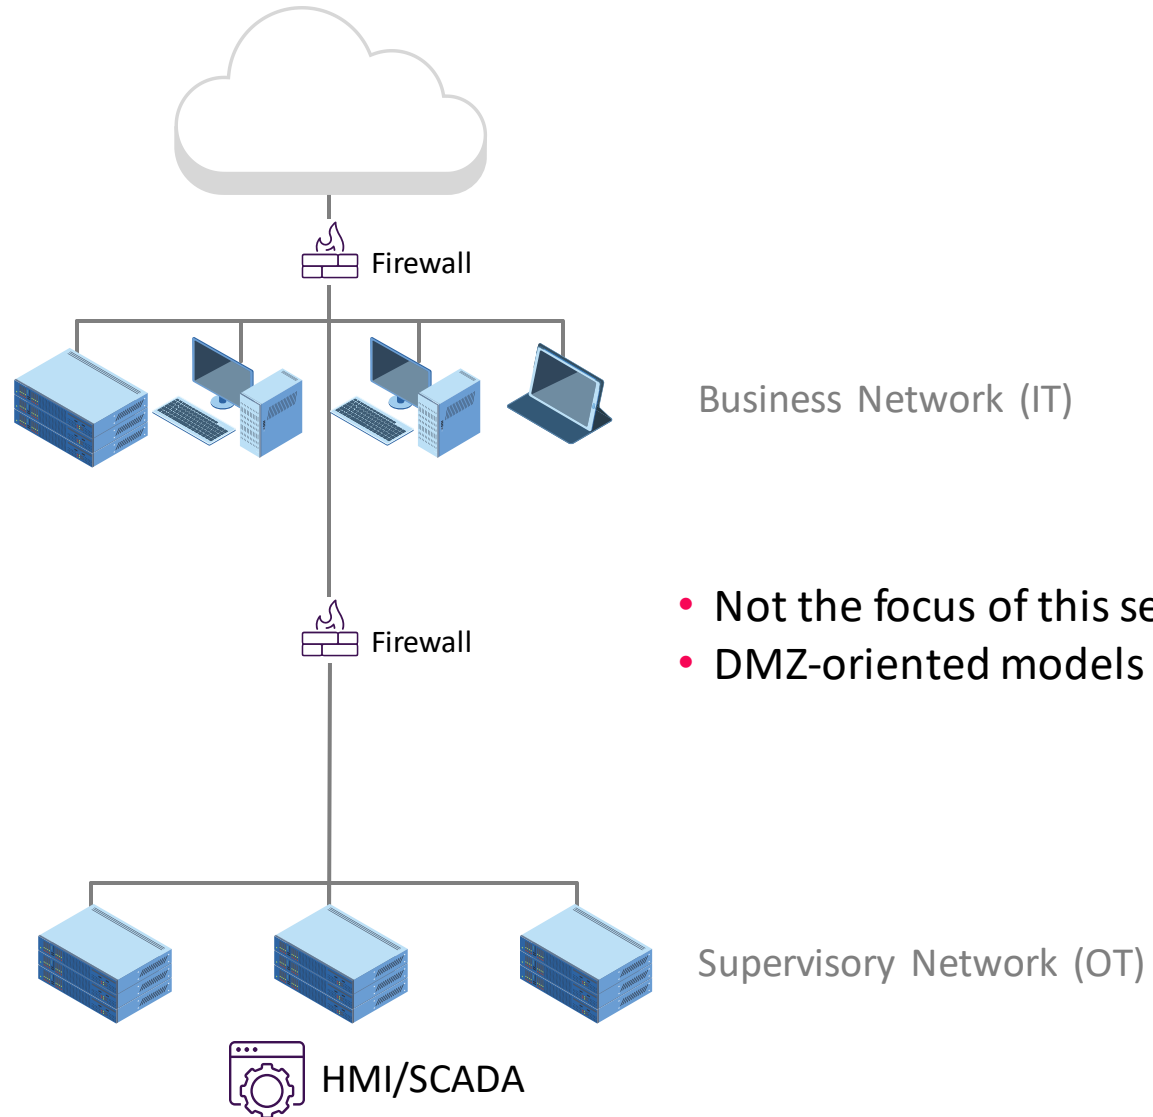 Firewall
Business Network (IT)
• Not the focus of this se
Firewall
• DMZ-oriented models
Supervisory Network (OT)
HMI/SCADA